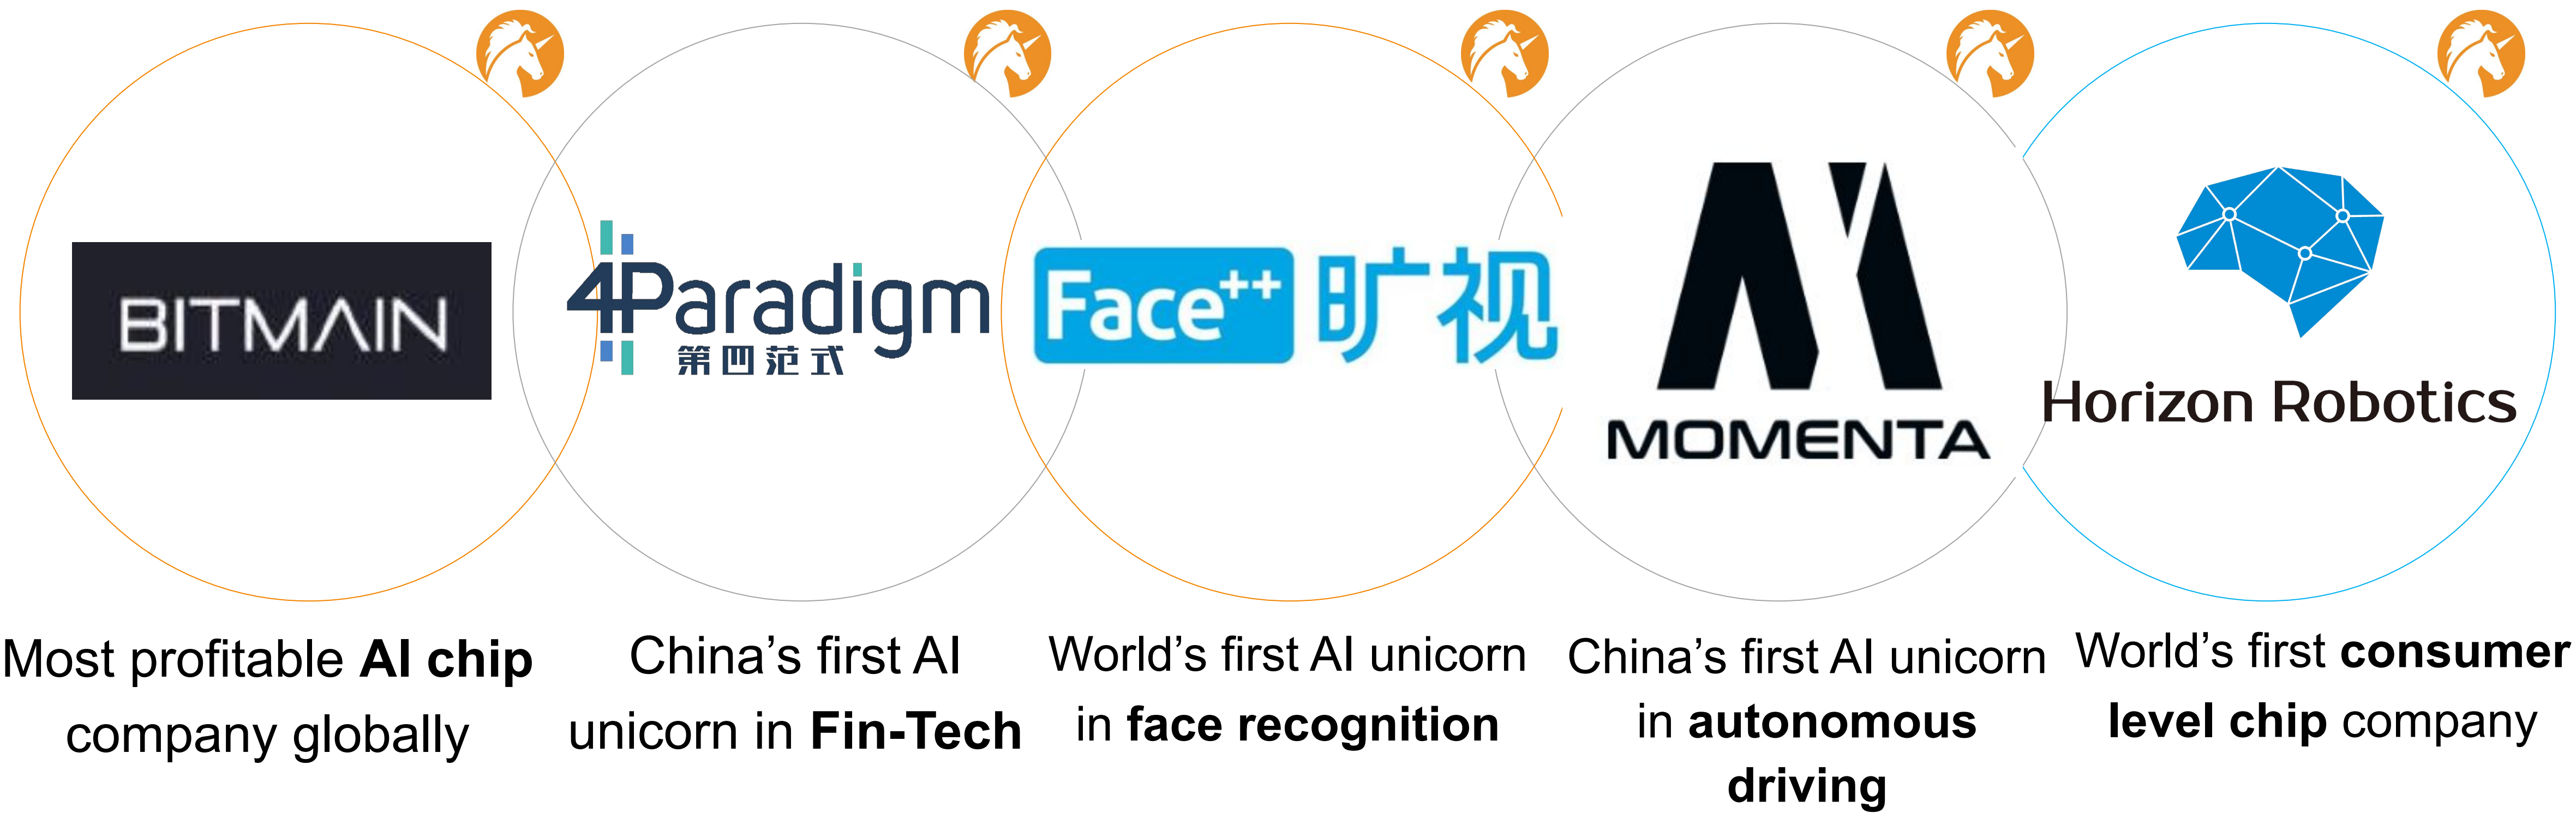 BITMAIN
4Paradigm
第四范式
Face++ 旷视
MOMENTA
Horizon Robotics
Most profitable AI chip
company globally
China's first AI
unicorn in Fin-Tech
World's first AI unicorn
in face recognition
China's first AI unicorn
in autonomous
driving
World's first consumer
level chip company